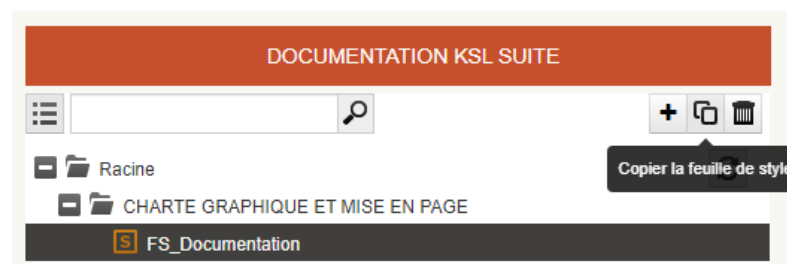 DOCUMENTATION KSL SUITE
Racine
Copier la feuille de style
CHARTE GRAPHIQUE ET MISE EN PAGE
S FS_Documentation